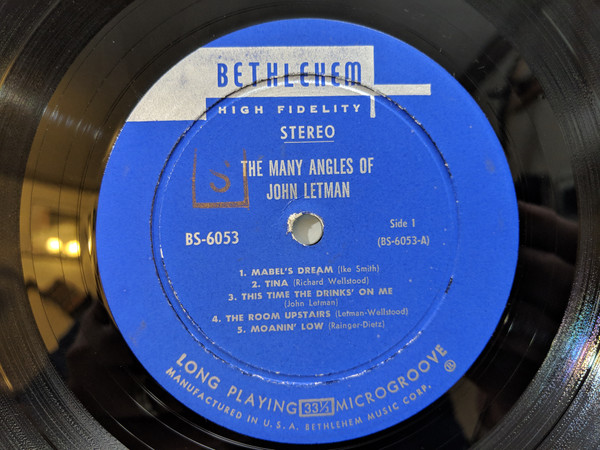 BETHLEHEM
HIGH FIDELITY
STEREO
S
THE MANY ANGLES OF
JOHN LETMAN
BS-6053
Side 1
(BS-6053-A)
1. MABEL'S DREAM (Ike Smith)
2. TINA (Richard Wellstood)
3. THIS TIME THE DRINKS' ON ME
(John Letman)
4. THE ROOM UPSTAIRS (Letman-Wellstood)
5. MOANIN' LOW (Rainger-Dietz)
LONG PLAYING 33⅓ MICROGROOVE ®
MANUFACTURED IN U.S.A. BETHLEHEM MUSIC CORP.